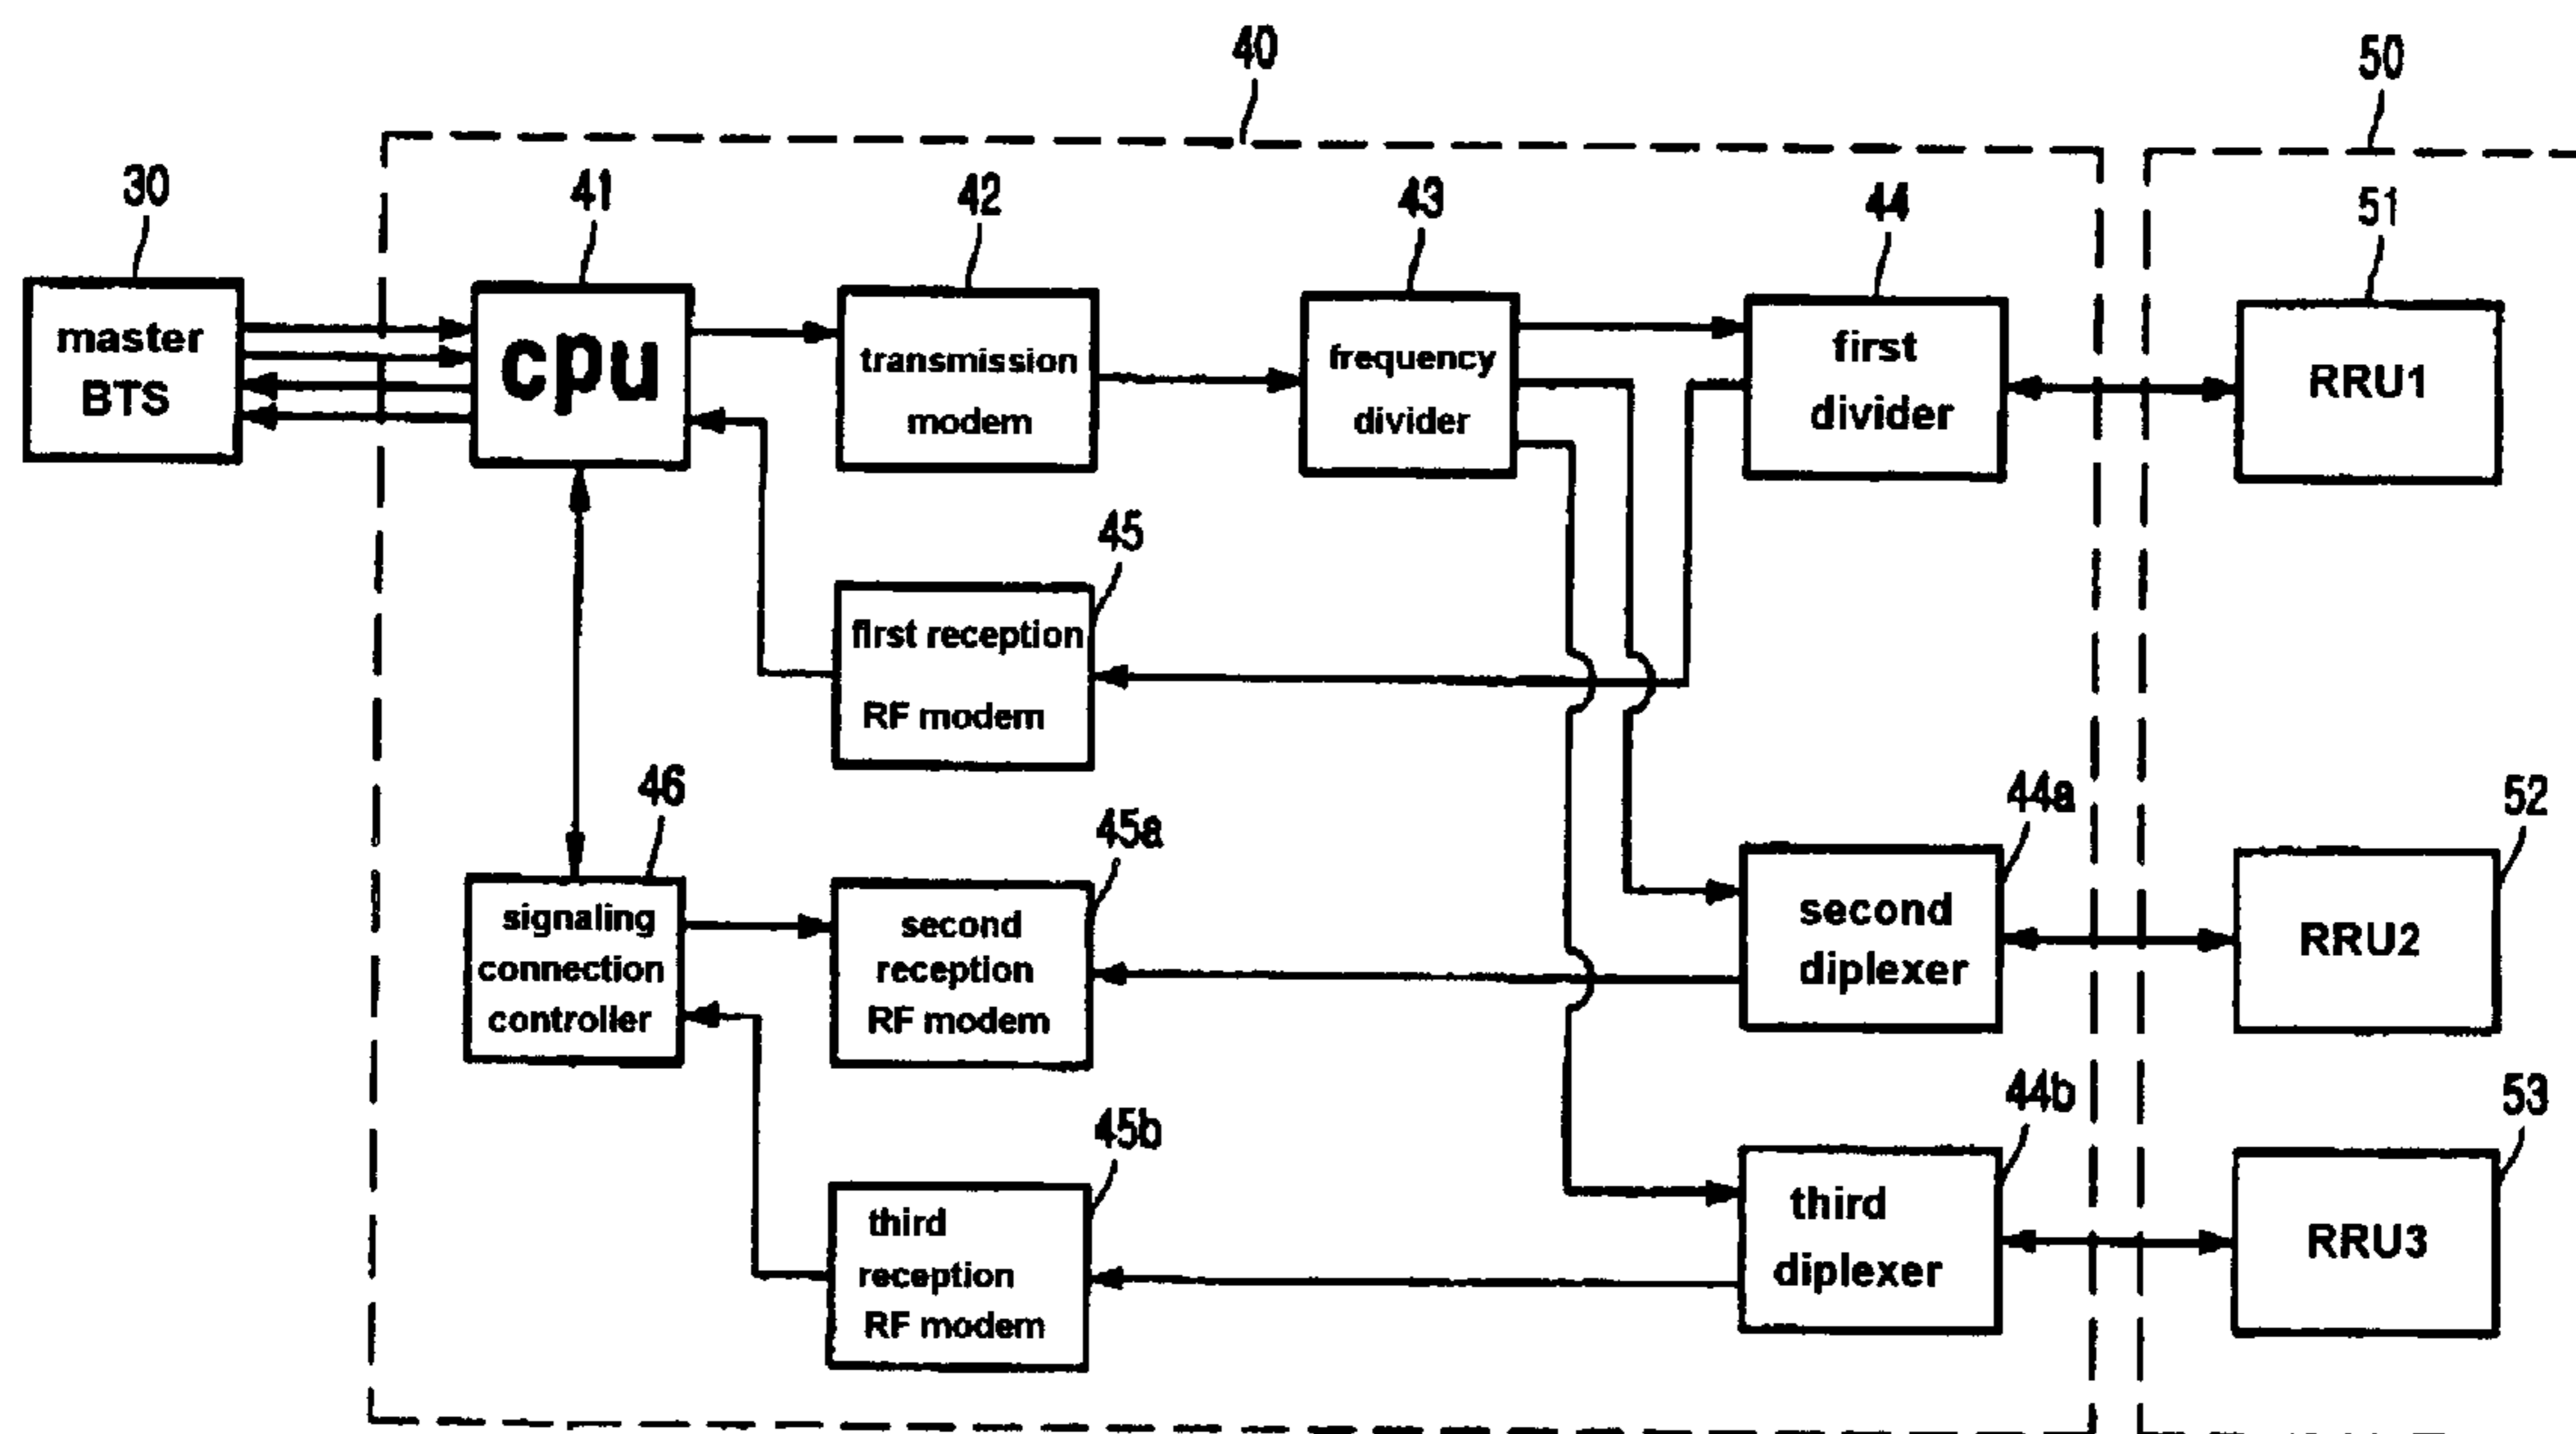 40
50
30
41
42
43
44
51
master
BTS
cpu
transmission
modem
frequency
divider
first
divider
RRU1
45
first reception
RF modem
46
45a
44a
52
signaling
connection
controller
second
reception
RF modem
second
diplexer
RRU2
45b
44b
53
third
reception
RF modem
third
diplexer
RRU3